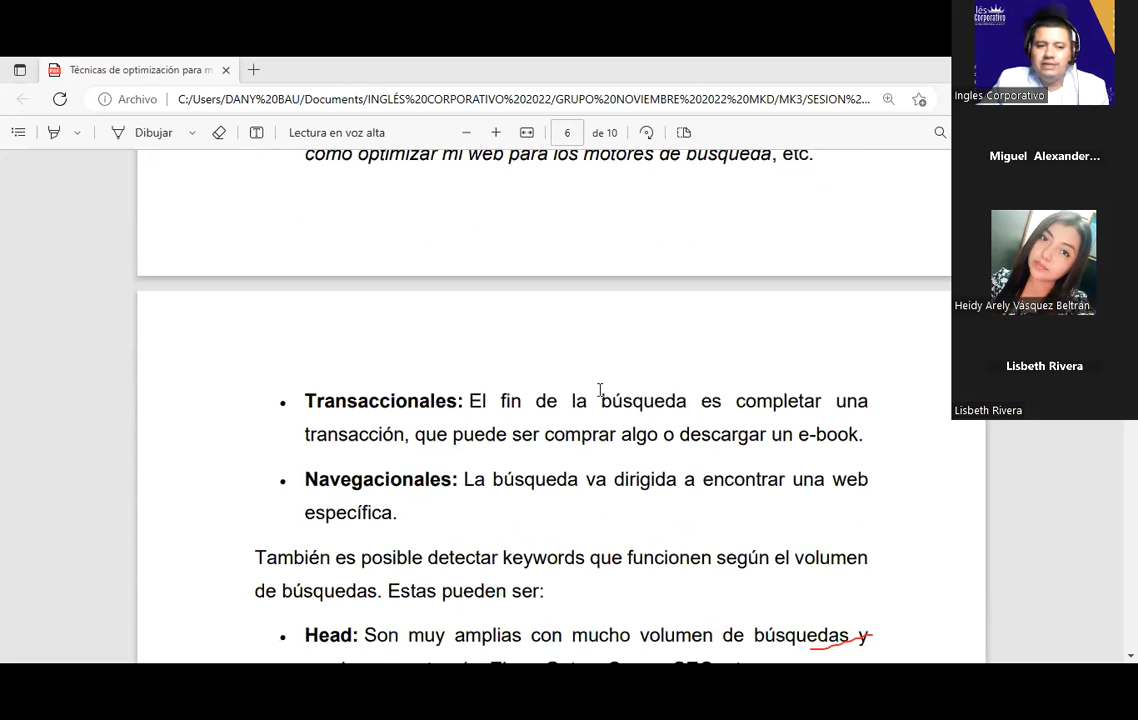 Técnicas de optimización para m
Archivo
C:/Users/DANY%20BAU/Documents/INGLÉS%20CORPORATIVO%202022/GRUPO%20NOVIEMBRE%202022%20MKD/MK3/SESION%2...
Dibujar
Lectura en voz alta
6
de 10
cómo optimizar mi web para los motores de búsqueda, etc.
• Transaccionales: El fin de la búsqueda es completar una
transacción, que puede ser comprar algo o descargar un e-book.
• Navegacionales: La búsqueda va dirigida a encontrar una web
específica.
También es posible detectar keywords que funcionen según el volumen
de búsquedas. Estas pueden ser:
• Head: Son muy amplias con mucho volumen de búsquedas y
lés
Corporativo
Ingles Corporativo
Miguel Alexander...
Heidy Arely Vásquez Beltrán
Lisbeth Rivera
Lisbeth Rivera